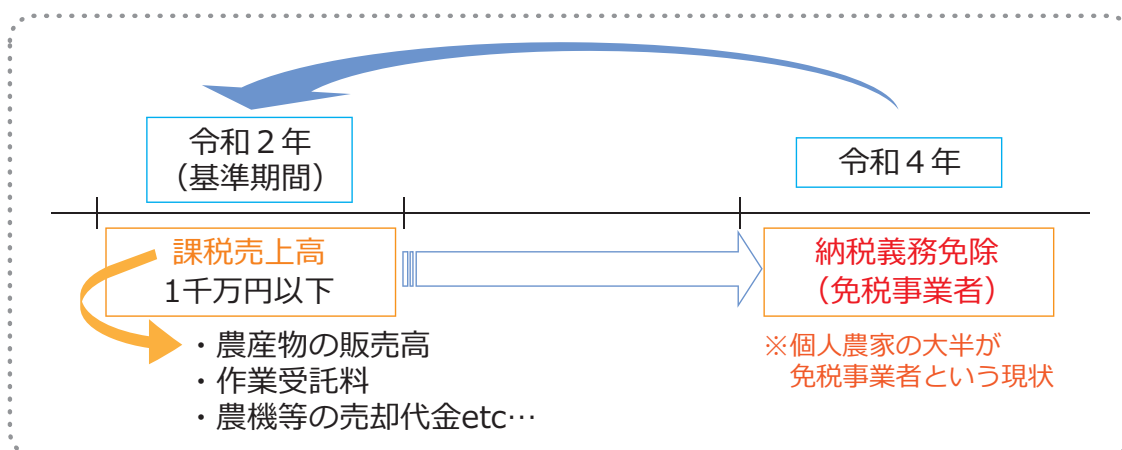 令和２年
（基準期間）
令和４年
課税売上高
1千万円以下
納税義務免除
（免税事業者）
・農産物の販売高
・作業受託料
・農機等の売却代金etc…
※個人農家の大半が
免税事業者という現状